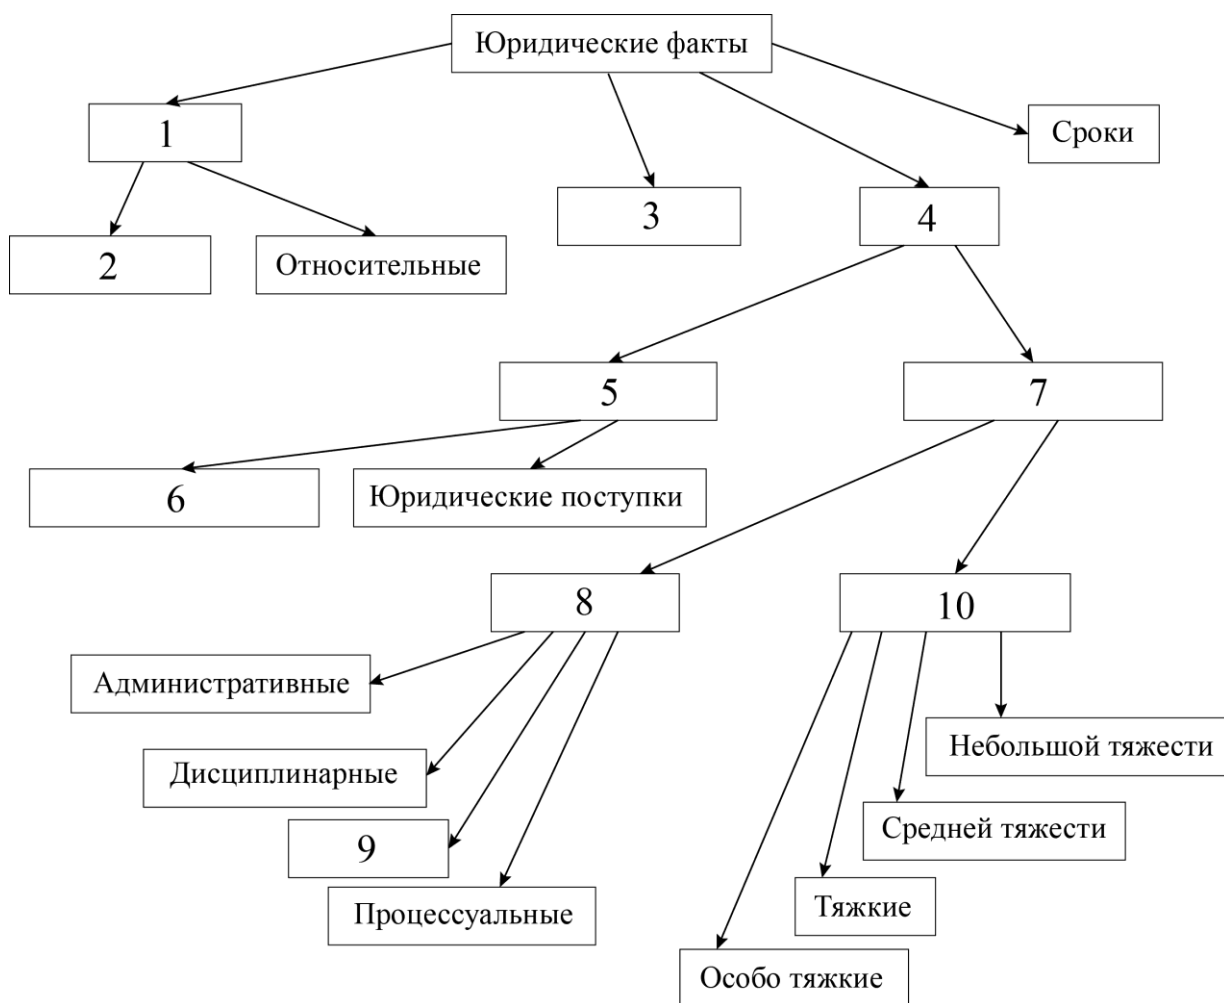 Юридические факты
1
Сроки
3
4
2
Относительные
5
7
6
Юридические поступки
8
10
Административные
Небольшой тяжести
Дисциплинарные
Средней тяжести
9
Процессуальные
Тяжкие
Особо тяжкие